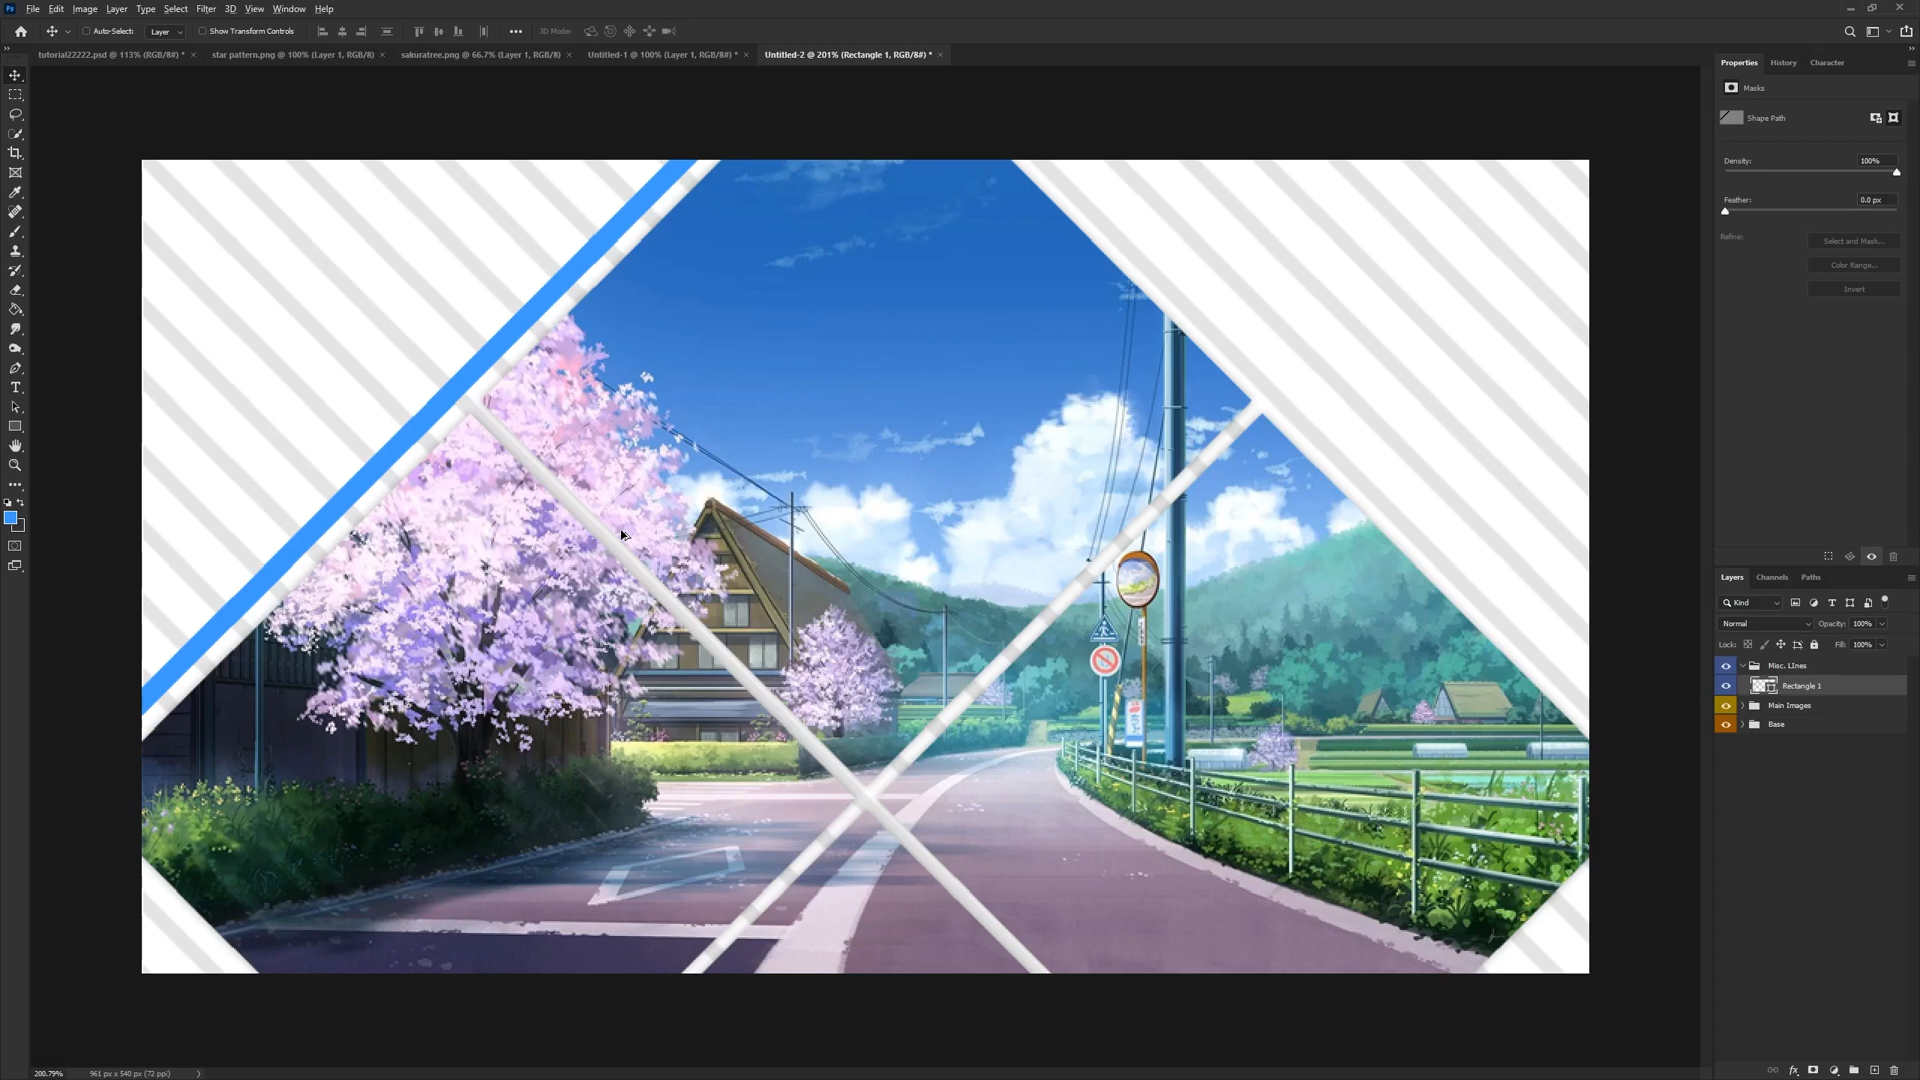 Ps File Edit Image Layer Type Select Filter 3D View Window Help
Auto-Select: Layer Show Transform Controls 3D Mode:
tutorial22222.psd @ 113% (RGB/8#) * star pattern.png @ 100% (Layer 1, RGB/8) sakuratree.png @ 66.7% (Layer 1, RGB/8) Untitled-1 @ 100% (Layer 1, RGB/8#) * Untitled-2 @ 201% (Rectangle 1, RGB/8#) *
Properties History Character
Masks
Shape Path
Density: 100%
Feather: 0.0 px
Refine: Select and Mask...
Color Range...
Invert
Layers Channels Paths
Kind
Normal Opacity: 100%
Lock: Fill: 100%
Misc. LInes
Rectangle 1
Main Images
Base
200.79% 961 px x 540 px (72 ppi)